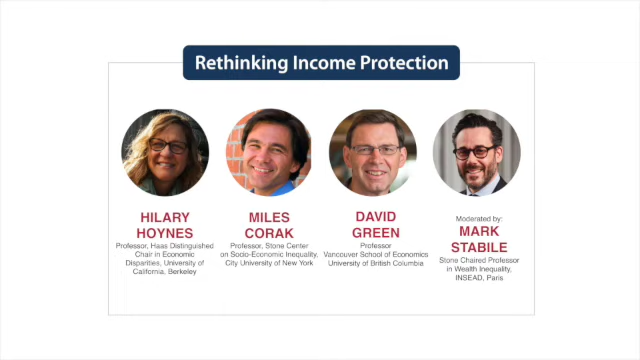 Rethinking Income Protection
HILARY
HOYNES
Professor, Haas Distinguished
Chair in Economic
Disparities, University of
California, Berkeley
MILES
CORAK
Professor, Stone Center
on Socio-Economic Inequality,
City University of New York
DAVID
GREEN
Professor
Vancouver School of Economics
University of British Columbia
Moderated by:
MARK
STABILE
Stone Chaired Professor
in Wealth Inequality,
INSEAD, Paris